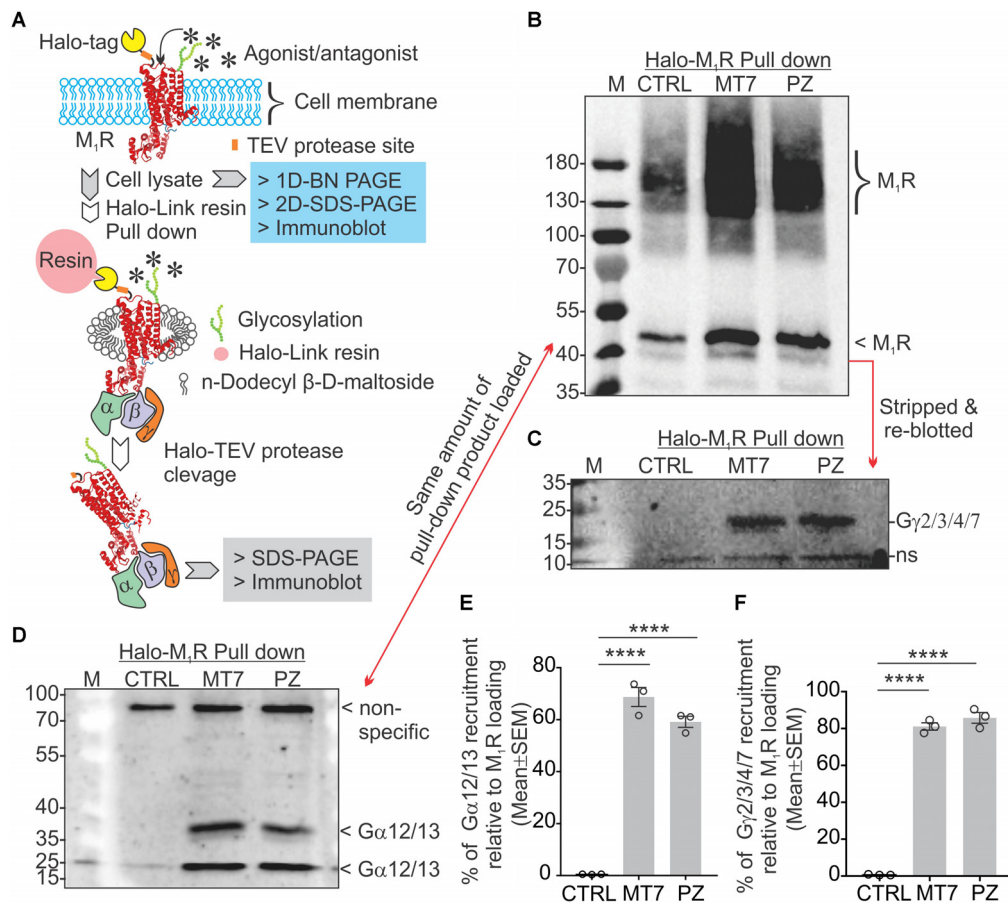 A
Halo-tag
Agonist/antagonist
Cell membrane
M₁R
TEV protease site
Cell lysate
> 1D-BN PAGE
> 2D-SDS-PAGE
> Immunoblot
Halo-Link resin
Pull down
Resin
Glycosylation
Halo-Link resin
n-Dodecyl β-D-maltoside
α
β
γ
Halo-TEV protease
clevage
α
β
γ
> SDS-PAGE
> Immunoblot
B
Halo-M₁R Pull down
M CTRL MT7 PZ
180
130
100
70
55
40
35
M₁R
< M₁R
Same amount of
pull-down product loaded
Stripped &
re-blotted
C
Halo-M₁R Pull down
M CTRL MT7 PZ
35
25
15
10
Gγ2/3/4/7
ns
D
Halo-M₁R Pull down
M CTRL MT7 PZ
100
70
55
40
35
25
15
< non-
specific
< Gα12/13
< Gα12/13
E
% of Gα12/13 recruitment
relative to M₁R loading
(Mean±SEM)
80
60
40
20
0
****
****
CTRL MT7 PZ
F
% of Gγ2/3/4/7 recruitment
relative to M₁R loading
(Mean±SEM)
100
80
60
40
20
0
****
****
CTRL MT7 PZ